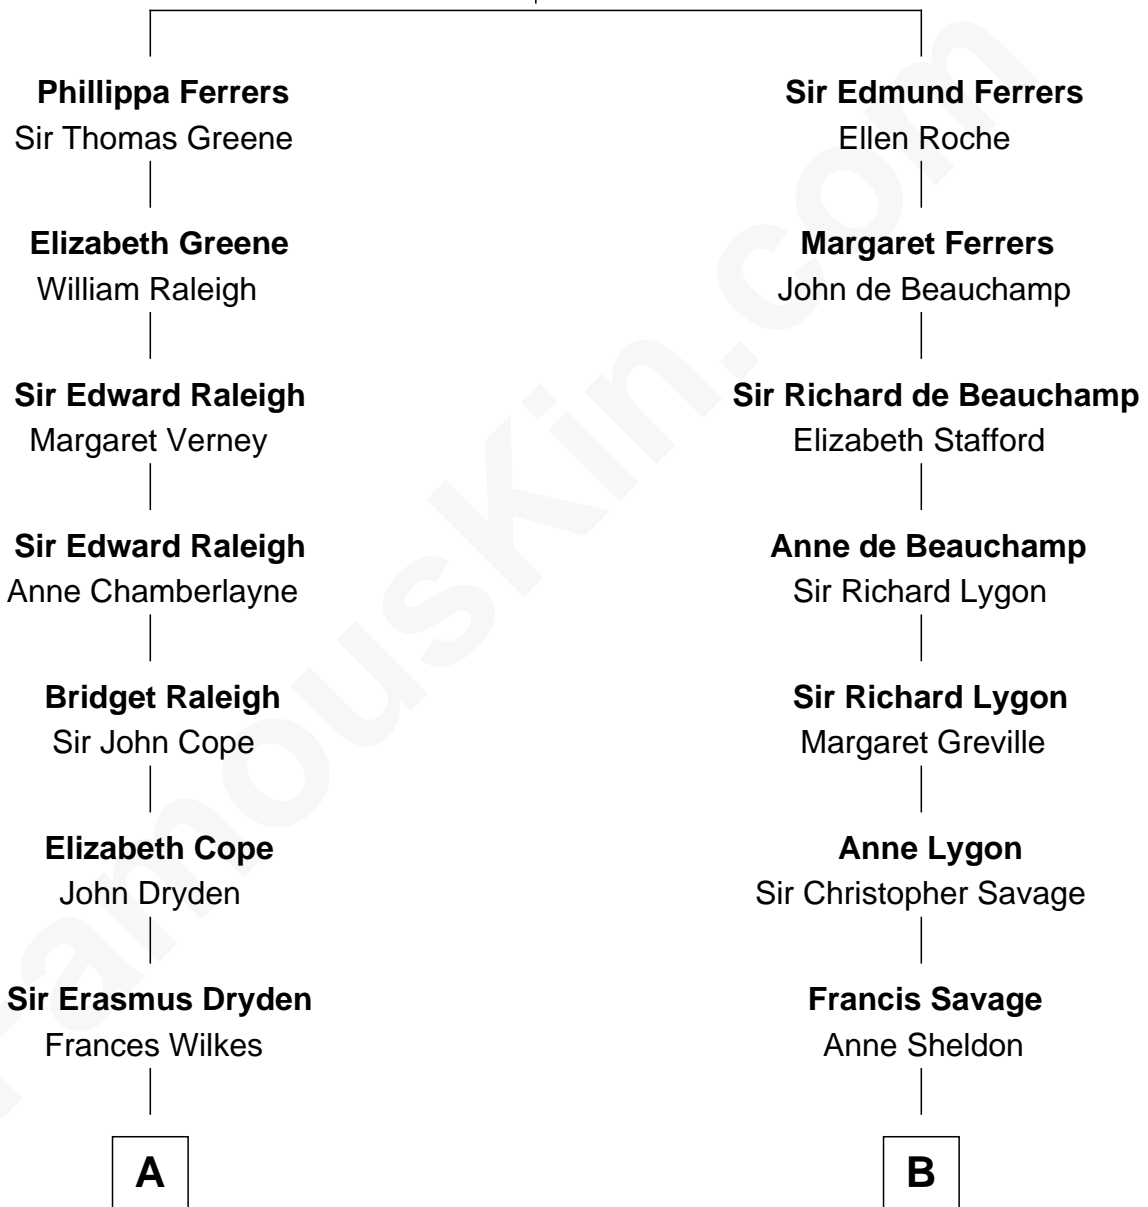 Phillippa Ferrers
Sir Thomas Greene
Elizabeth Greene
William Raleigh
Sir Edward Raleigh
Margaret Verney
Sir Edward Raleigh
Anne Chamberlayne
Bridget Raleigh
Sir John Cope
Elizabeth Cope
John Dryden
Sir Erasmus Dryden
Frances Wilkes
A
Sir Edmund Ferrers
Ellen Roche
Margaret Ferrers
John de Beauchamp
Sir Richard de Beauchamp
Elizabeth Stafford
Anne de Beauchamp
Sir Richard Lygon
Sir Richard Lygon
Margaret Greville
Anne Lygon
Sir Christopher Savage
Francis Savage
Anne Sheldon
B
FamousKin.com